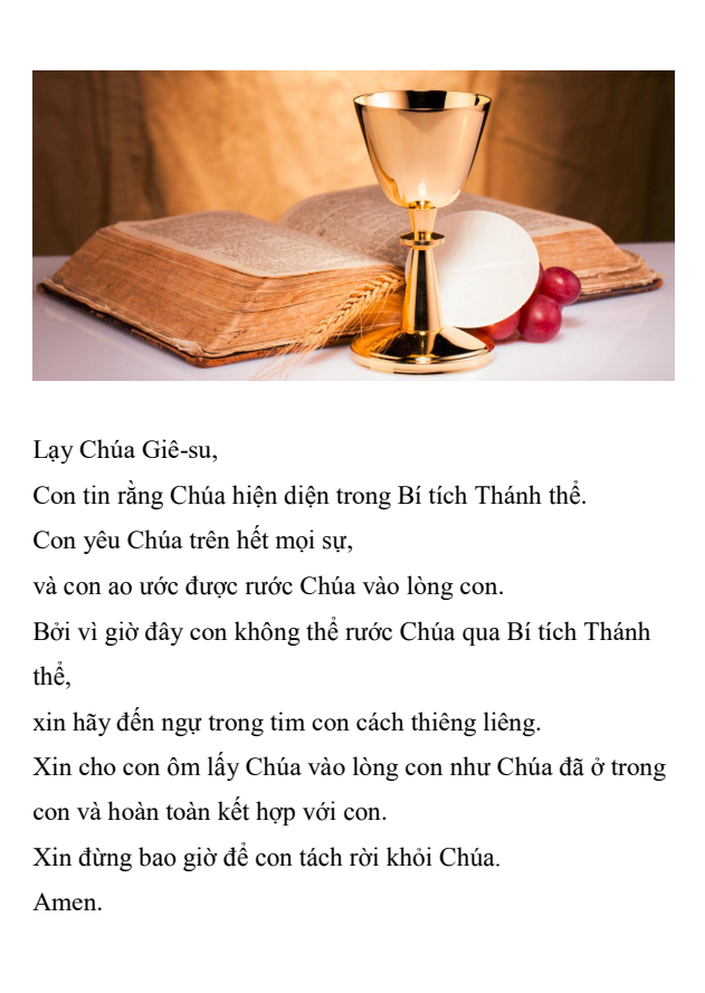 Lạy Chúa Giê-su,
Con tin rằng Chúa hiện diện trong Bí tích Thánh thể.
Con yêu Chúa trên hết mọi sự,
và con ao ước được rước Chúa vào lòng con.
Bởi vì giờ đây con không thể rước Chúa qua Bí tích Thánh
thể,
xin hãy đến ngự trong tim con cách thiêng liêng.
Xin cho con ôm lấy Chúa vào lòng con như Chúa đã ở trong
con và hoàn toàn kết hợp với con.
Xin đừng bao giờ để con tách rời khỏi Chúa.
Amen.